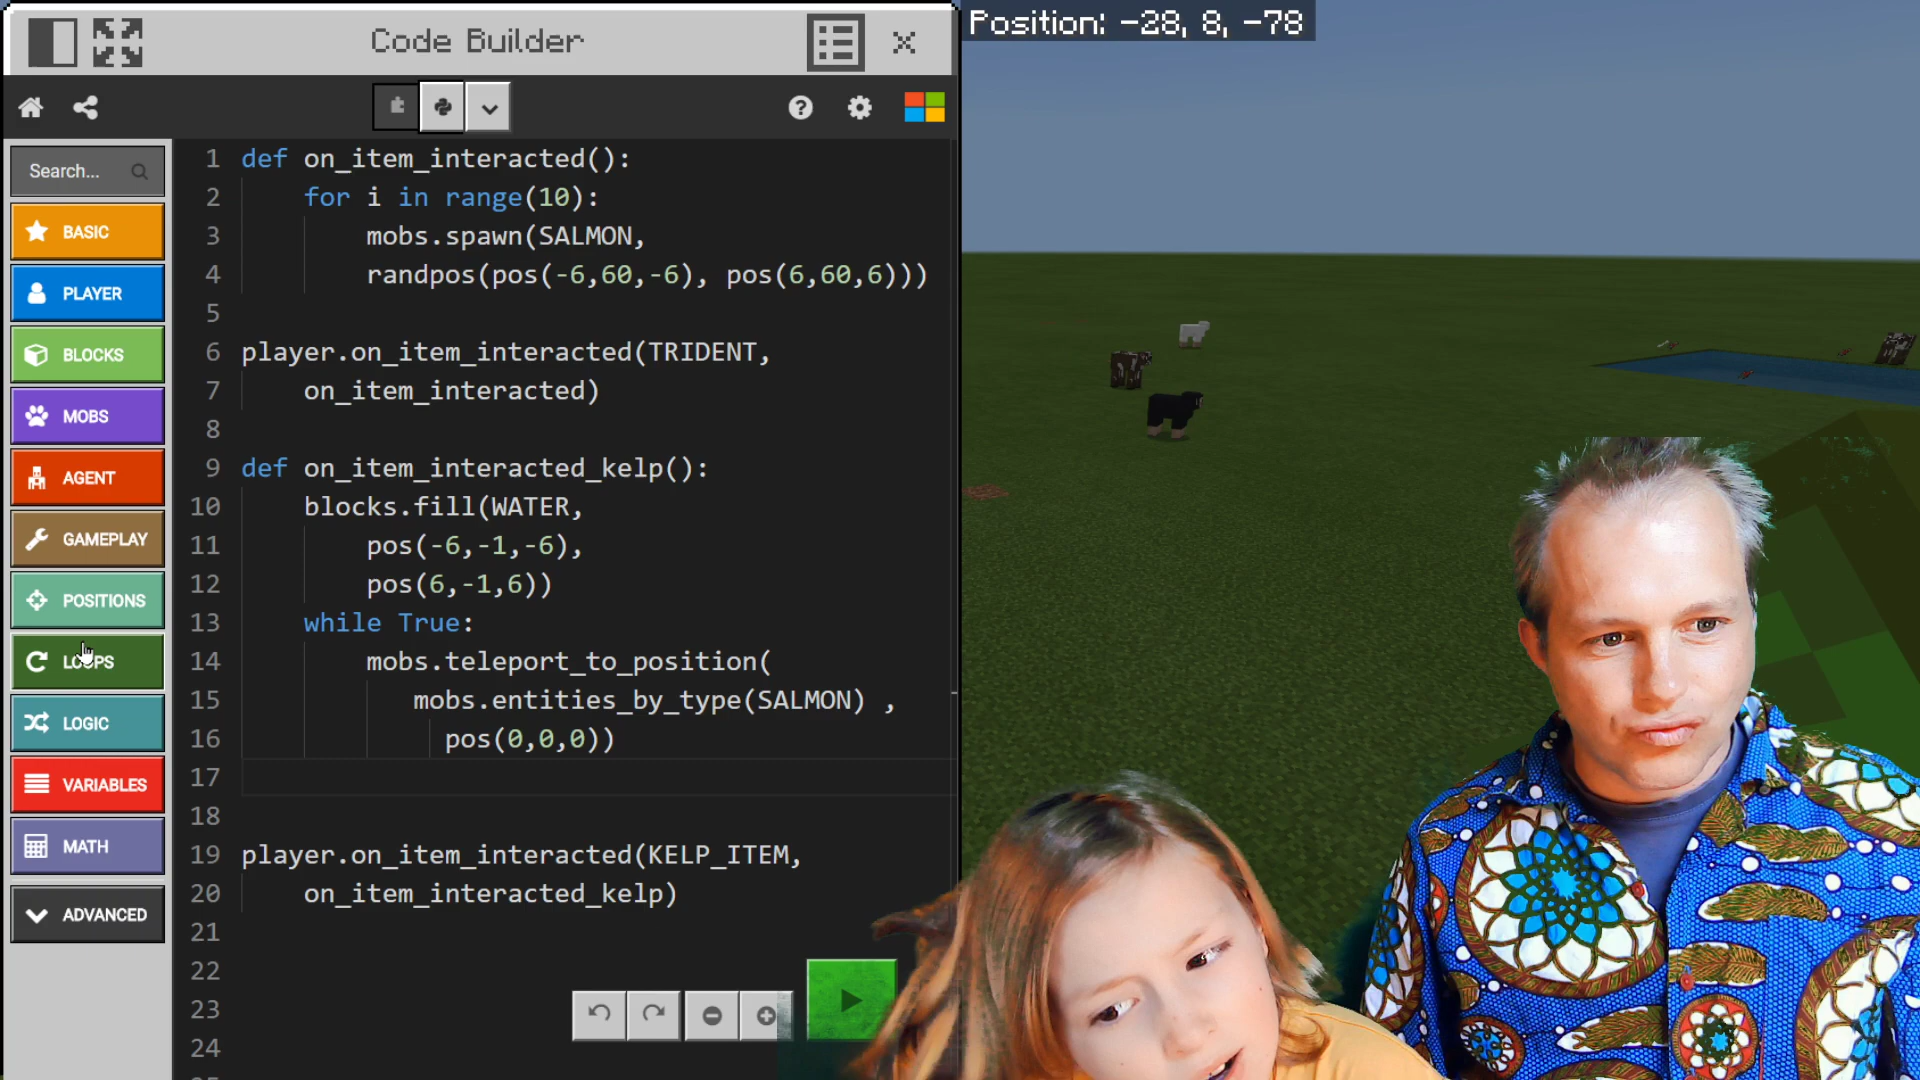 Code Builder
Position: -28, 8, -78
Search...
BASIC
PLAYER
BLOCKS
MOBS
AGENT
GAMEPLAY
POSITIONS
LOOPS
LOGIC
VARIABLES
MATH
ADVANCED
1 def on_item_interacted():
2 for i in range(10):
3 mobs.spawn(SALMON,
4 randpos(pos(-6,60,-6), pos(6,60,6)))
5
6 player.on_item_interacted(TRIDENT,
7 on_item_interacted)
8
9 def on_item_interacted_kelp():
10 blocks.fill(WATER,
11 pos(-6,-1,-6),
12 pos(6,-1,6))
13 while True:
14 mobs.teleport_to_position(
15 mobs.entities_by_type(SALMON) ,
16 pos(0,0,0))
17
18
19 player.on_item_interacted(KELP_ITEM,
20 on_item_interacted_kelp)
21
22
23
24